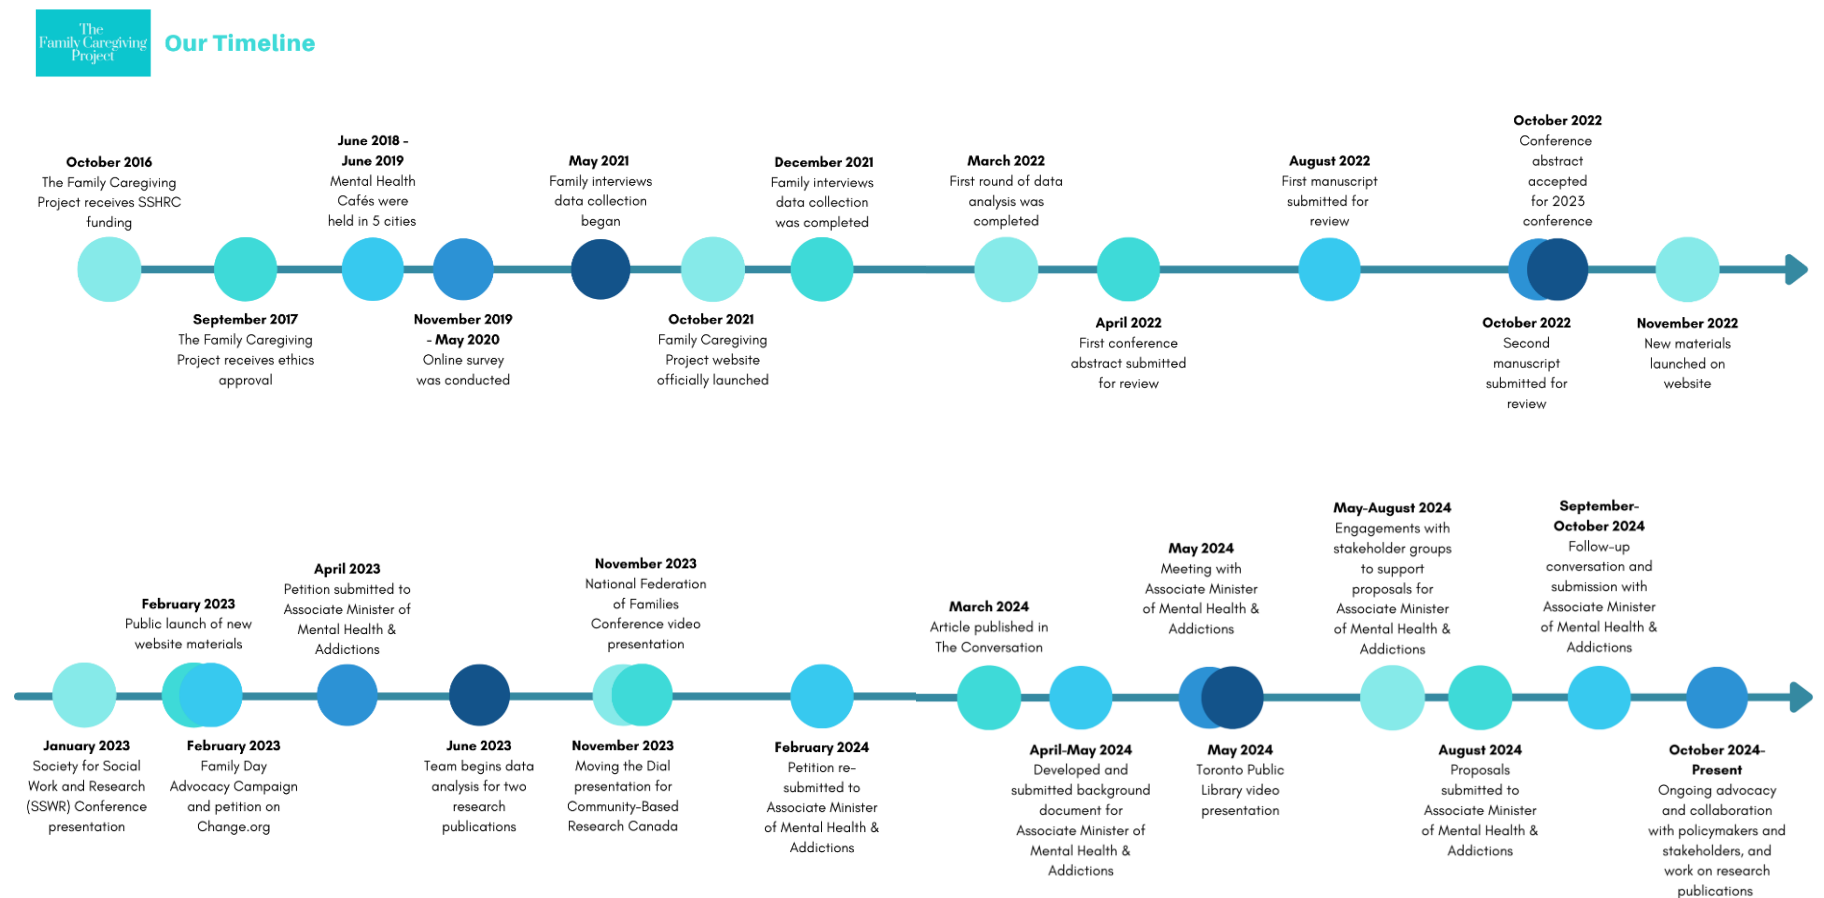 The
Family Caregiving
Project
Our Timeline
October 2016
The Family Caregiving
Project receives SSHRC
funding
September 2017
The Family Caregiving
Project receives ethics
approval
June 2018 -
June 2019
Mental Health
Cafés were
held in 5 cities
November 2019
- May 2020
Online survey
was conducted
May 2021
Family interviews
data collection
began
October 2021
Family Caregiving
Project website
officially launched
December 2021
Family interviews
data collection
was completed
March 2022
First round of data
analysis was
completed
April 2022
First conference
abstract submitted
for review
August 2022
First manuscript
submitted for
review
October 2022
Conference
abstract
accepted
for 2023
conference
October 2022
Second
manuscript
submitted for
review
November 2022
New materials
launched on
website
January 2023
Society for Social
Work and Research
(SSWR) Conference
presentation
February 2023
Public launch of new
website materials
February 2023
Family Day
Advocacy Campaign
and petition on
Change.org
April 2023
Petition submitted to
Associate Minister of
Mental Health &
Addictions
June 2023
Team begins data
analysis for two
research
publications
November 2023
National Federation
of Families
Conference video
presentation
November 2023
Moving the Dial
presentation for
Community-Based
Research Canada
February 2024
Petition re-
submitted to
Associate Minister
of Mental Health &
Addictions
March 2024
Article published in
The Conversation
April-May 2024
Developed and
submitted background
document for
Associate Minister of
Mental Health &
Addictions
May 2024
Meeting with
Associate Minister
of Mental Health &
Addictions
May 2024
Toronto Public
Library video
presentation
May-August 2024
Engagements with
stakeholder groups
to support
proposals for
Associate Minister
of Mental Health &
Addictions
August 2024
Proposals
submitted to
Associate Minister
of Mental Health &
Addictions
September-
October 2024
Follow-up
conversation and
submission with
Associate Minister
of Mental Health &
Addictions
October 2024-
Present
Ongoing advocacy
and collaboration
with policymakers and
stakeholders, and
work on research
publications